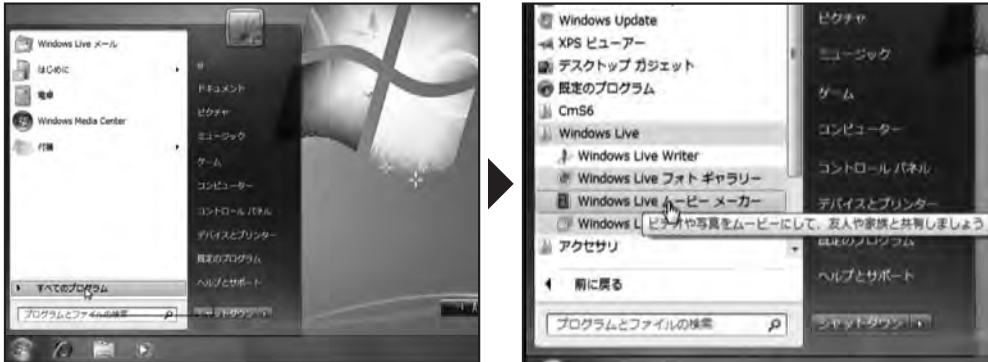 Windows Live メール
はじめに
電卓
Windows Media Center
付箋
すべてのプログラム
プログラムとファイルの検索
ドキュメント
ピクチャ
ミュージック
ゲーム
コンピューター
コントロール パネル
デバイスとプリンター
既定のプログラム
ヘルプとサポート
シャットダウン
Windows Update
XPS ビューアー
デスクトップ ガジェット
既定のプログラム
CmS6
Windows Live
Windows Live Writer
Windows Live フォト ギャラリー
Windows Live ムービー メーカー
Windows L
ビデオや写真をムービーにして、友人や家族と共有しましょう
アクセサリ
前に戻る
プログラムとファイルの検索
ピクチャ
ミュージック
ゲーム
コンピューター
コントロール パネル
デバイスとプリンター
既定のプログラム
ヘルプとサポート
シャットダウン